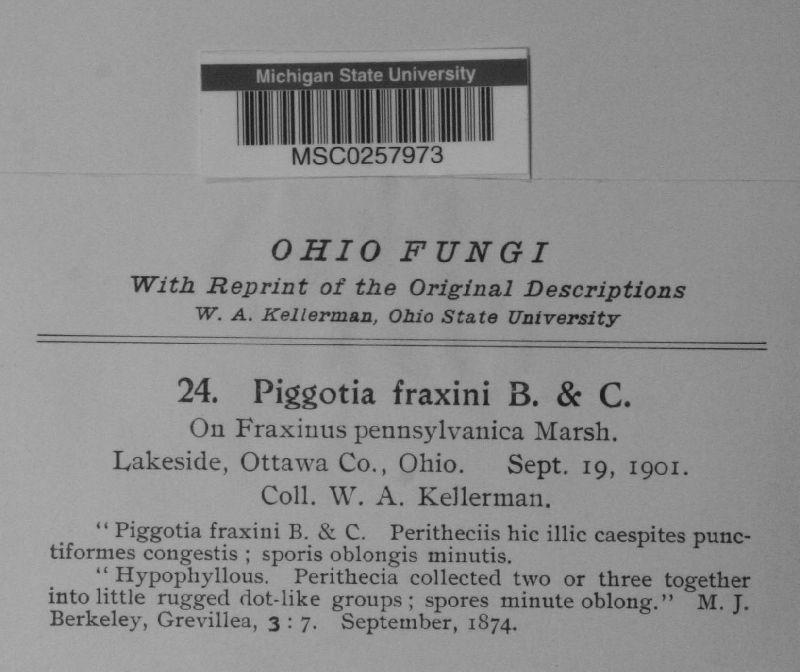 Michigan State University
MSC0257973
OHIO FUNGI
With Reprint of the Original Descriptions
W. A. Kellerman, Ohio State University
24. Piggotia fraxini B. & C.
On Fraxinus pennsylvanica Marsh.
Lakeside, Ottawa Co., Ohio. Sept. 19, 1901.
Coll. W. A. Kellerman.
“Piggotia fraxini B. & C. Peritheciis hic illic caespites punc-
tiformes congestis ; sporis oblongis minutis.
“Hypophyllous. Perithecia collected two or three together
into little rugged dot-like groups ; spores minute oblong.” M. J.
Berkeley, Grevillea, 3 : 7. September, 1874.